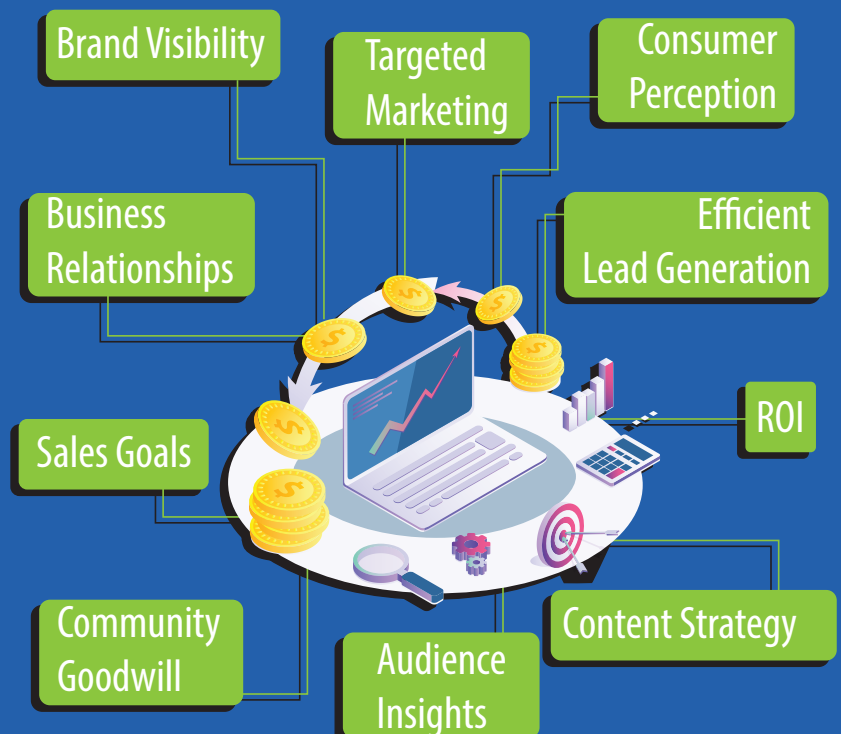 Brand Visibility
Targeted
Marketing
Consumer
Perception
Business
Relationships
Efficient
Lead Generation
ROI
Sales Goals
Content Strategy
Community
Goodwill
Audience
Insights